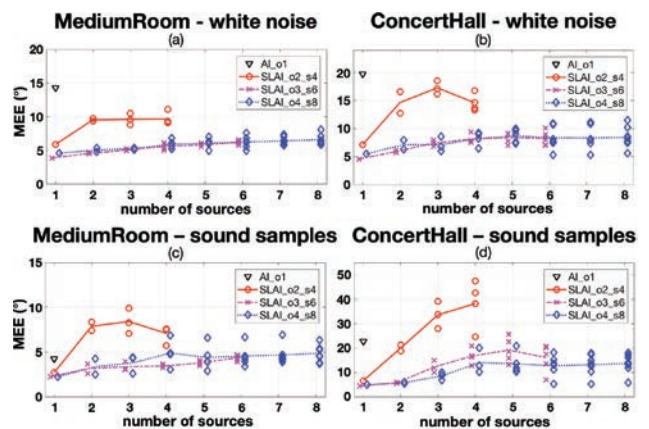 MediumRoom - white noise
(a)
MEE (°)
20
15
10
5
0
AI_o1
SLAI_o2_s4
SLAI_o3_s6
SLAI_o4_s8
1 2 3 4 5 6 7 8
number of sources
ConcertHall - white noise
(b)
20
15
10
5
0
AI_o1
SLAI_o2_s4
SLAI_o3_s6
SLAI_o4_s8
1 2 3 4 5 6 7 8
number of sources
MediumRoom – sound samples
(c)
MEE (°)
15
10
5
0
AI_o1
SLAI_o2_s4
SLAI_o3_s6
SLAI_o4_s8
1 2 3 4 5 6 7 8
number of sources
ConcertHall – sound samples
(d)
50
40
30
20
10
0
AI_o1
SLAI_o2_s4
SLAI_o3_s6
SLAI_o4_s8
1 2 3 4 5 6 7 8
number of sources